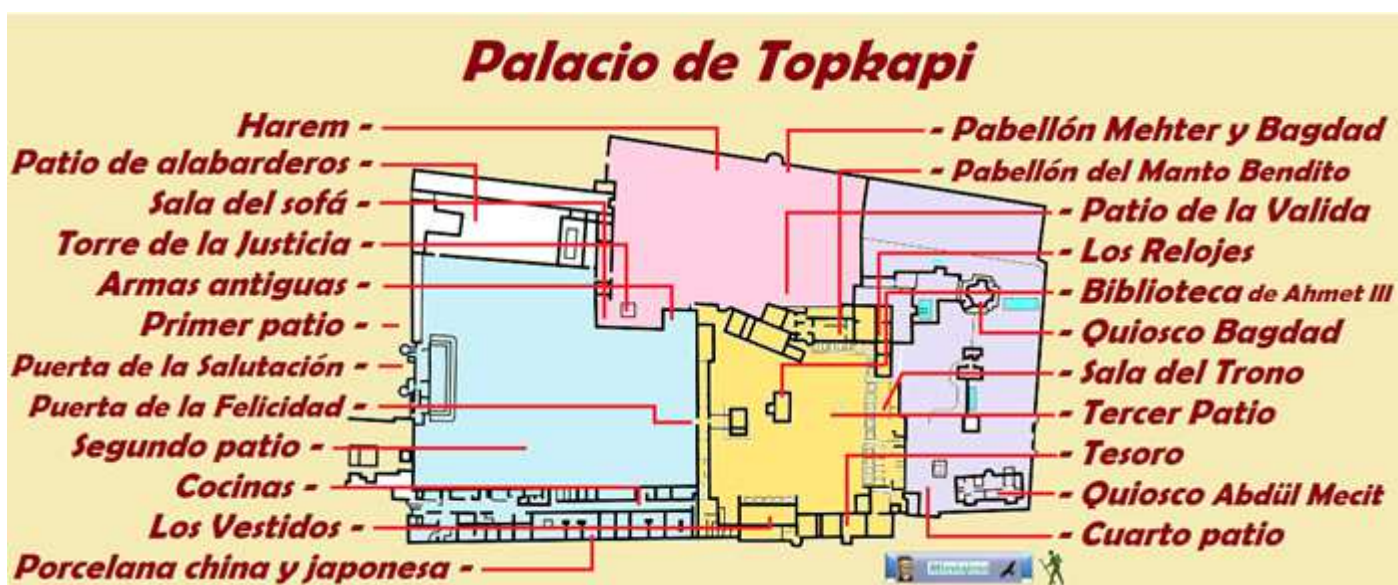 Palacio de Topkapi
Harem -
Patio de alabarderos -
Sala del sofá -
Torre de la Justicia -
Armas antiguas -
Primer patio -
Puerta de la Salutación -
Puerta de la Felicidad -
Segundo patio -
Cocinas -
Los Vestidos -
Porcelana china y japonesa -
- Pabellón Mehter y Bagdad
- Pabellón del Manto Bendito
- Patio de la Valida
- Los Relojes
- Biblioteca de Ahmet III
- Quiosco Bagdad
- Sala del Trono
- Tercer Patio
- Tesoro
- Quiosco Abdül Mecit
- Cuarto patio